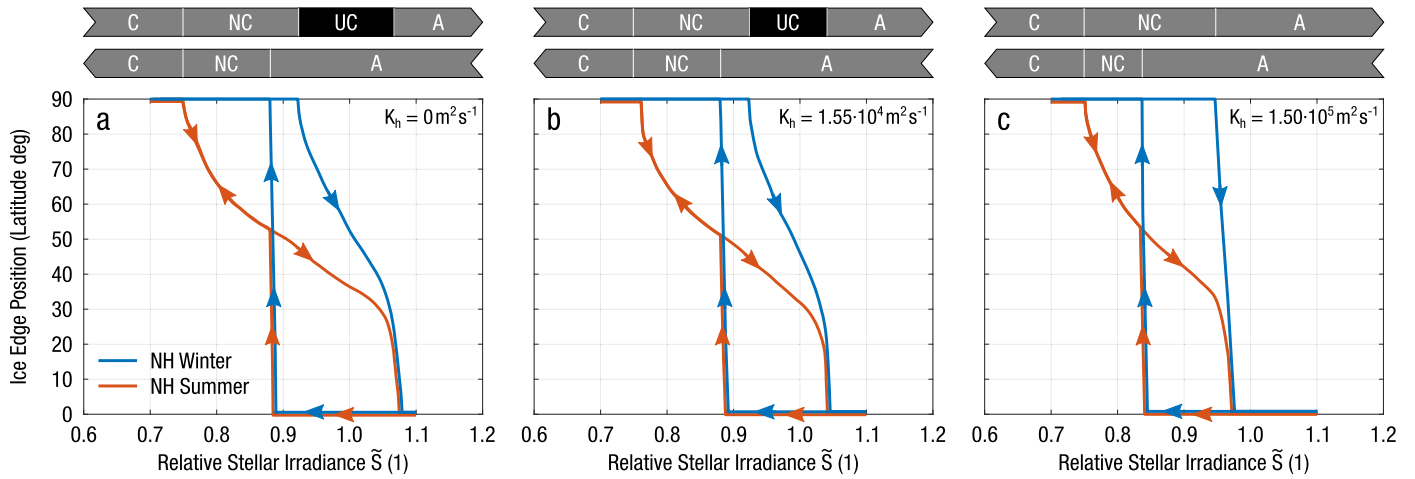 C NC UC A
C NC A
C NC UC A
C NC A
C NC A
C NC A
Ice Edge Position (Latitude deg)
90
80
70
60
50
40
30
20
10
0
a
K_h = 0 m² s⁻¹
NH Winter
NH Summer
0.6 0.7 0.8 0.9 1.0 1.1 1.2
Relative Stellar Irradiance S̃ (1)
b
K_h = 1.55·10⁴ m² s⁻¹
0.6 0.7 0.8 0.9 1.0 1.1 1.2
Relative Stellar Irradiance S̃ (1)
c
K_h = 1.50·10⁵ m² s⁻¹
0.6 0.7 0.8 0.9 1.0 1.1 1.2
Relative Stellar Irradiance S̃ (1)